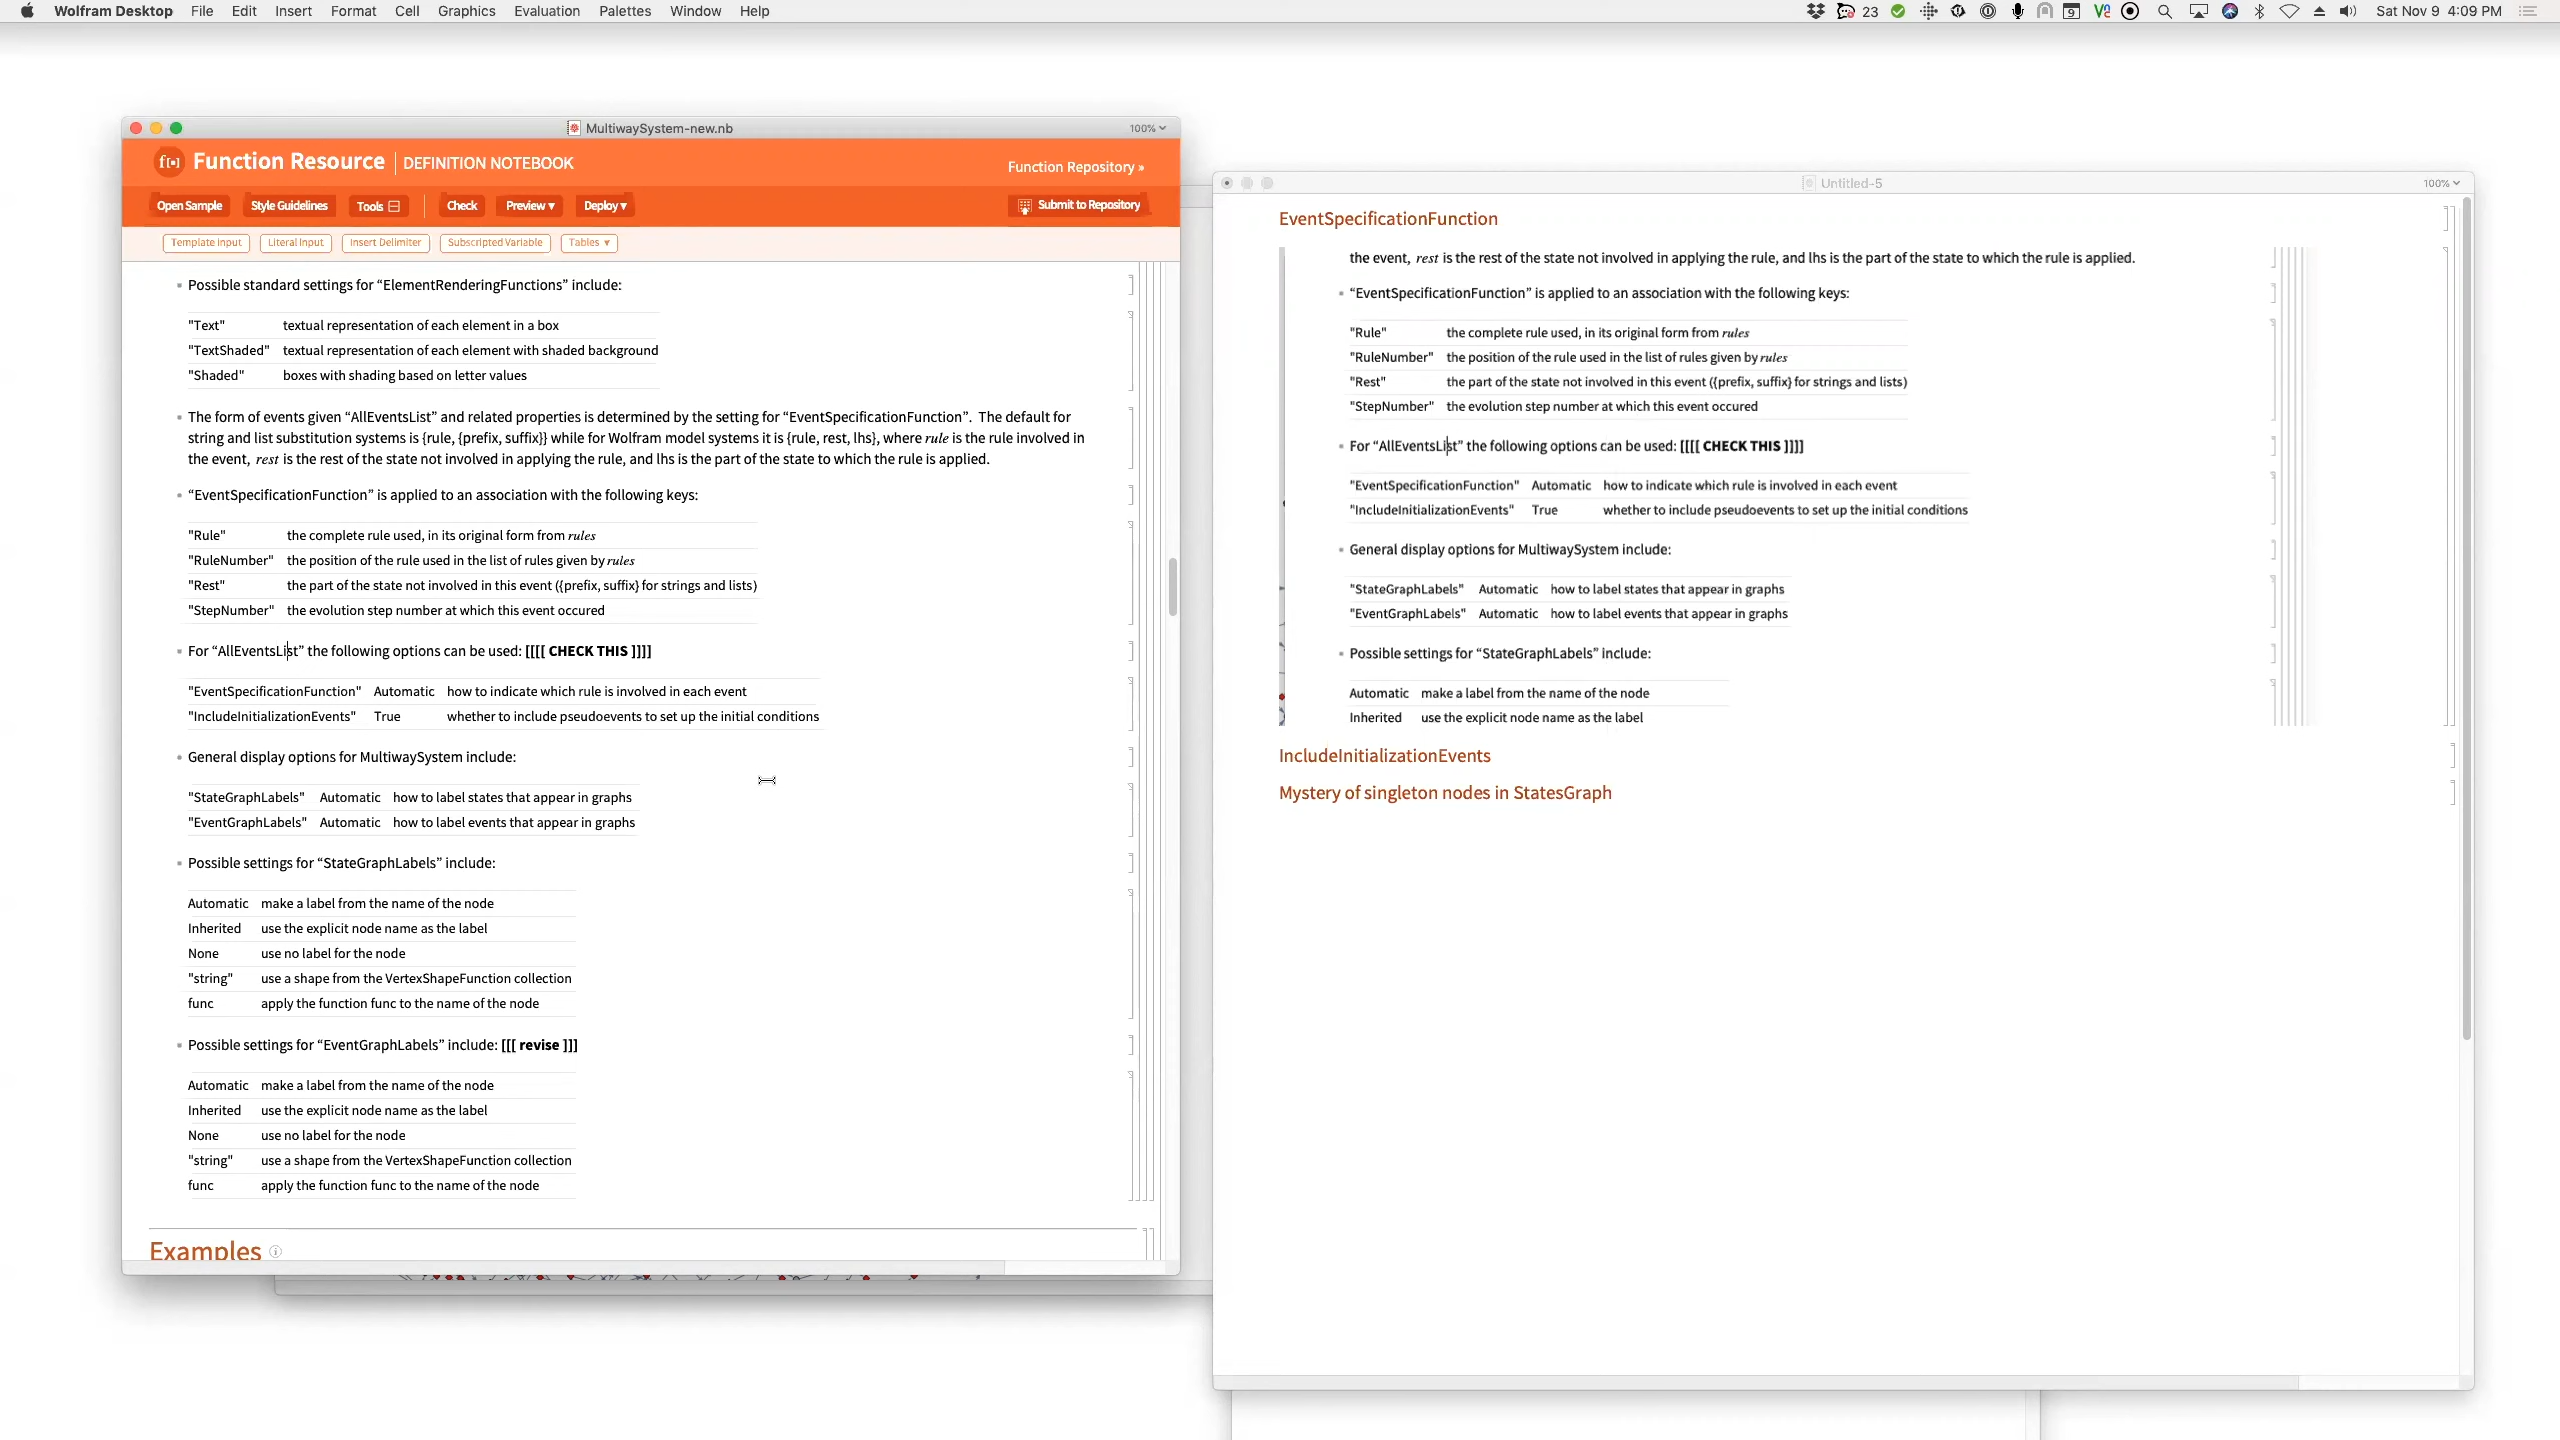 Wolfram Desktop File Edit Insert Format Cell Graphics Evaluation Palettes Window Help
23
9
Sat Nov 9 4:09 PM
MultiwaySystem-new.nb
100%
Function Resource | DEFINITION NOTEBOOK
Function Repository »
Open Sample Style Guidelines Tools Check Preview ▾ Deploy ▾ Submit to Repository
Template Input Literal Input Insert Delimiter Subscripted Variable Tables ▾
Possible standard settings for “ElementRenderingFunctions” include:
"Text" textual representation of each element in a box
"TextShaded" textual representation of each element with shaded background
"Shaded" boxes with shading based on letter values
The form of events given “AllEventsList” and related properties is determined by the setting for “EventSpecificationFunction”. The default for
string and list substitution systems is {rule, {prefix, suffix}} while for Wolfram model systems it is {rule, rest, lhs}, where rule is the rule involved in
the event, rest is the rest of the state not involved in applying the rule, and lhs is the part of the state to which the rule is applied.
“EventSpecificationFunction” is applied to an association with the following keys:
"Rule" the complete rule used, in its original form from rules
"RuleNumber" the position of the rule used in the list of rules given by rules
"Rest" the part of the state not involved in this event ({prefix, suffix} for strings and lists)
"StepNumber" the evolution step number at which this event occured
For “AllEventsList” the following options can be used: [[[[ CHECK THIS ]]]]
"EventSpecificationFunction" Automatic how to indicate which rule is involved in each event
"IncludeInitializationEvents" True whether to include pseudoevents to set up the initial conditions
General display options for MultiwaySystem include:
"StateGraphLabels" Automatic how to label states that appear in graphs
"EventGraphLabels" Automatic how to label events that appear in graphs
Possible settings for “StateGraphLabels” include:
Automatic make a label from the name of the node
Inherited use the explicit node name as the label
None use no label for the node
"string" use a shape from the VertexShapeFunction collection
func apply the function func to the name of the node
Possible settings for “EventGraphLabels” include: [[[ revise ]]]
Automatic make a label from the name of the node
Inherited use the explicit node name as the label
None use no label for the node
"string" use a shape from the VertexShapeFunction collection
func apply the function func to the name of the node
Examples
Untitled-5
100%
EventSpecificationFunction
the event, rest is the rest of the state not involved in applying the rule, and lhs is the part of the state to which the rule is applied.
“EventSpecificationFunction” is applied to an association with the following keys:
"Rule" the complete rule used, in its original form from rules
"RuleNumber" the position of the rule used in the list of rules given by rules
"Rest" the part of the state not involved in this event ({prefix, suffix} for strings and lists)
"StepNumber" the evolution step number at which this event occured
For “AllEventsList” the following options can be used: [[[[ CHECK THIS ]]]]
"EventSpecificationFunction" Automatic how to indicate which rule is involved in each event
"IncludeInitializationEvents" True whether to include pseudoevents to set up the initial conditions
General display options for MultiwaySystem include:
"StateGraphLabels" Automatic how to label states that appear in graphs
"EventGraphLabels" Automatic how to label events that appear in graphs
Possible settings for “StateGraphLabels” include:
Automatic make a label from the name of the node
Inherited use the explicit node name as the label
IncludeInitializationEvents
Mystery of singleton nodes in StatesGraph